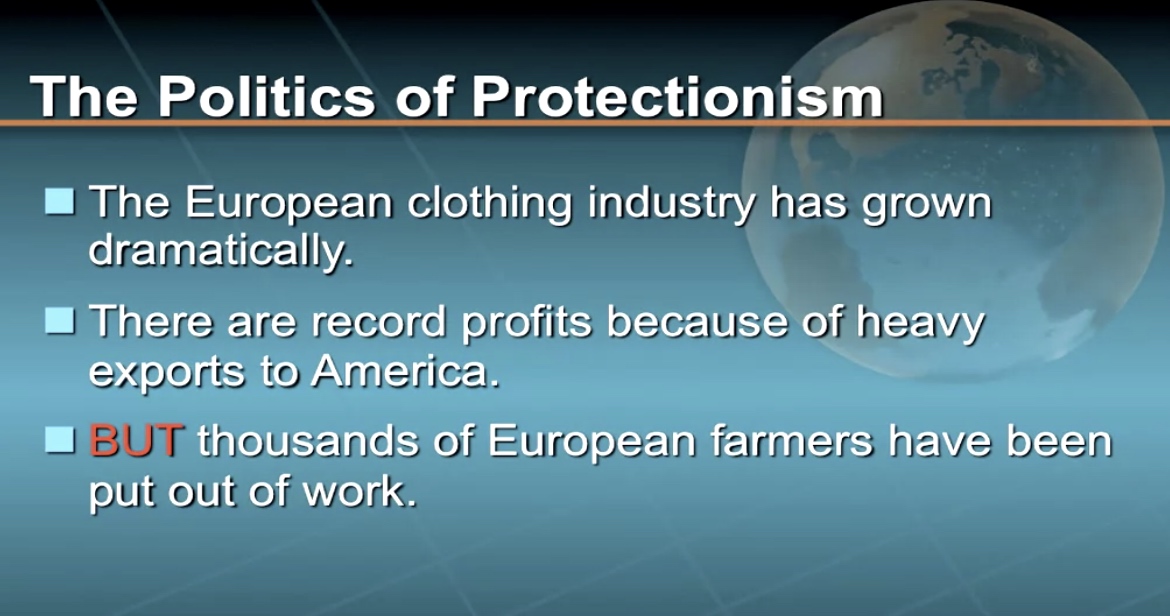 The Politics of Protectionism
The European clothing industry has grown
dramatically.
There are record profits because of heavy
exports to America.
BUT thousands of European farmers have been
put out of work.